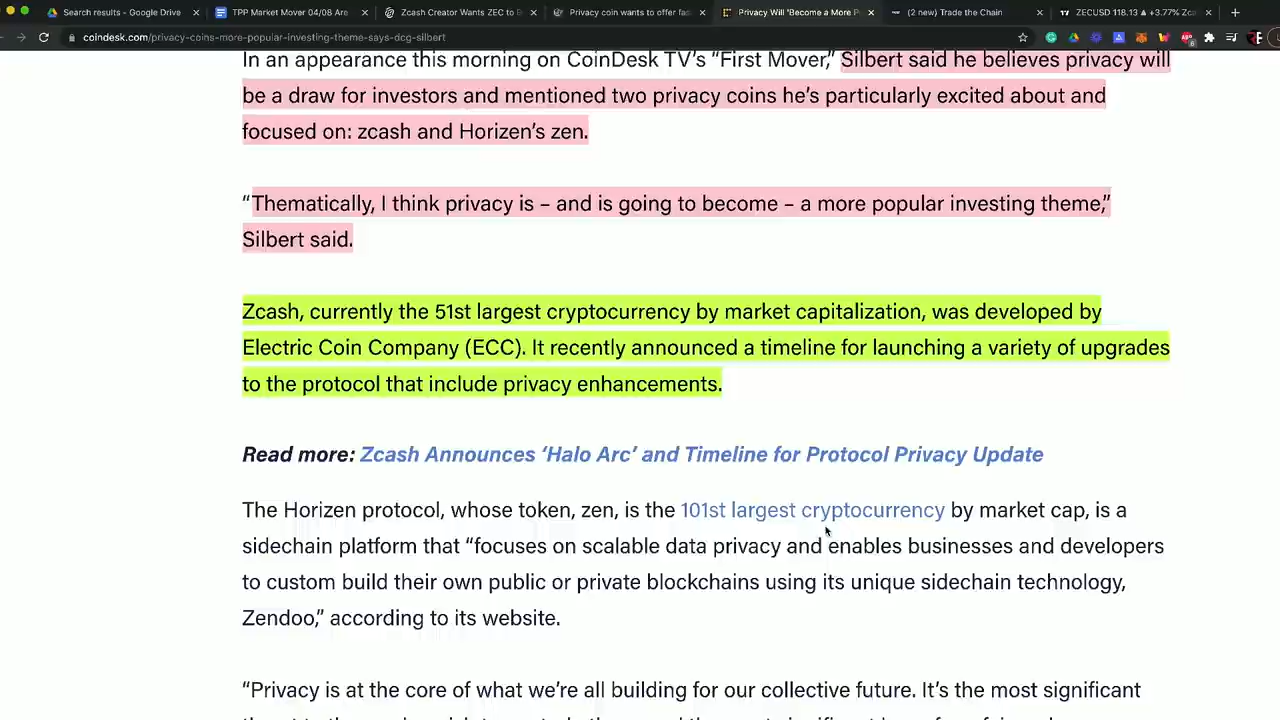 Search results - Google Drive
TPP Market Mover 04/08 Are
Zcash Creator Wants ZEC to B
Privacy coin wants to offer fas
Privacy Will 'Become a More P
(2 new) Trade the Chain
ZECUSD 118.13 ▲ +3.77% Zca
coindesk.com/privacy-coins-more-popular-investing-theme-says-dcg-silbert
In an appearance this morning on CoinDesk TV’s “First Mover,” Silbert said he believes privacy will
be a draw for investors and mentioned two privacy coins he’s particularly excited about and
focused on: zcash and Horizen’s zen.
“Thematically, I think privacy is – and is going to become – a more popular investing theme,”
Silbert said.
Zcash, currently the 51st largest cryptocurrency by market capitalization, was developed by
Electric Coin Company (ECC). It recently announced a timeline for launching a variety of upgrades
to the protocol that include privacy enhancements.
Read more: Zcash Announces ‘Halo Arc’ and Timeline for Protocol Privacy Update
The Horizen protocol, whose token, zen, is the 101st largest cryptocurrency by market cap, is a
sidechain platform that “focuses on scalable data privacy and enables businesses and developers
to custom build their own public or private blockchains using its unique sidechain technology,
Zendoo,” according to its website.
“Privacy is at the core of what we’re all building for our collective future. It’s the most significant